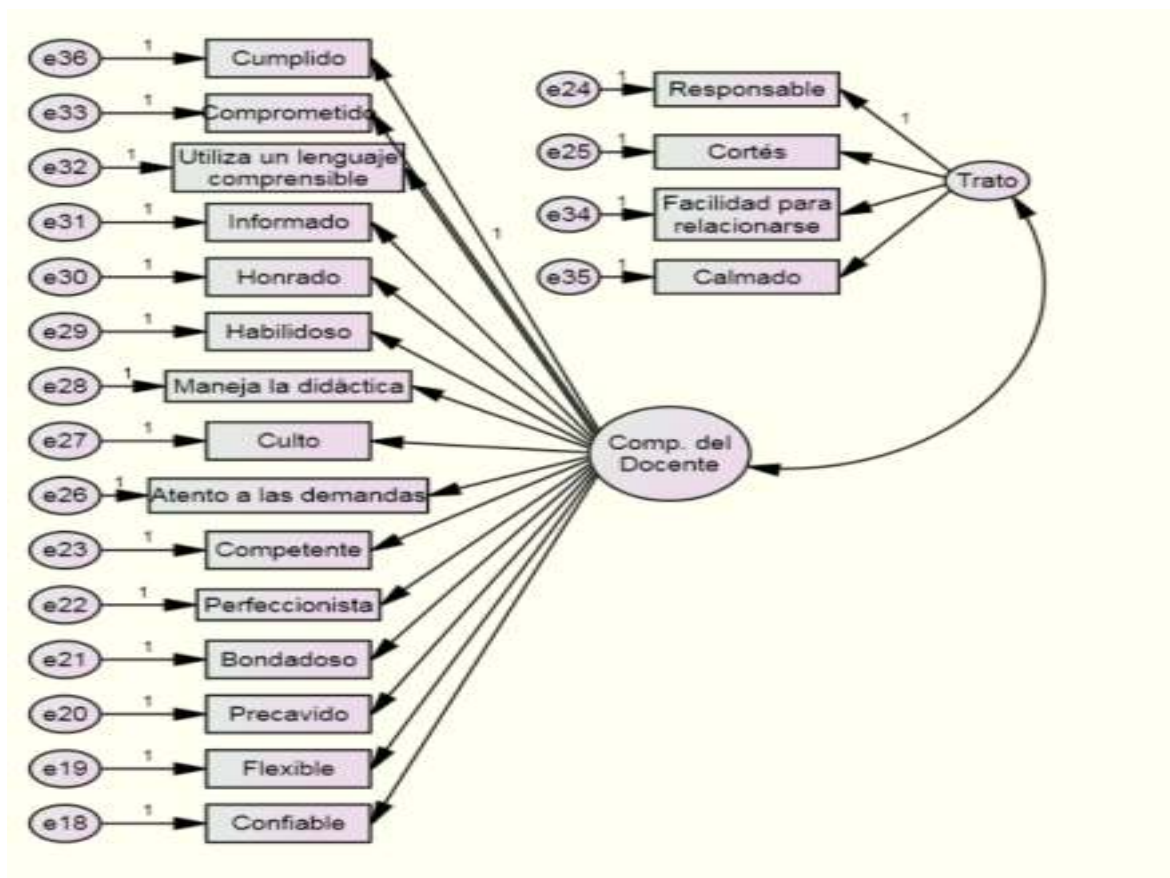 e36
1
Cumplido
e33
1
Comprometido
e32
1
Utiliza un lenguaje
comprensible
e31
1
Informado
e30
1
Honrado
e29
1
Habilidoso
e28
1
Maneja la didáctica
e27
1
Culto
e26
1
Atento a las demandas
e23
1
Competente
e22
1
Perfeccionista
e21
1
Bondadoso
e20
1
Precavido
e19
1
Flexible
e18
1
Confiable
1
Comp. del
Docente
e24
1
Responsable
e25
1
Cortés
e34
1
Facilidad para
relacionarse
e35
1
Calmado
1
Trato